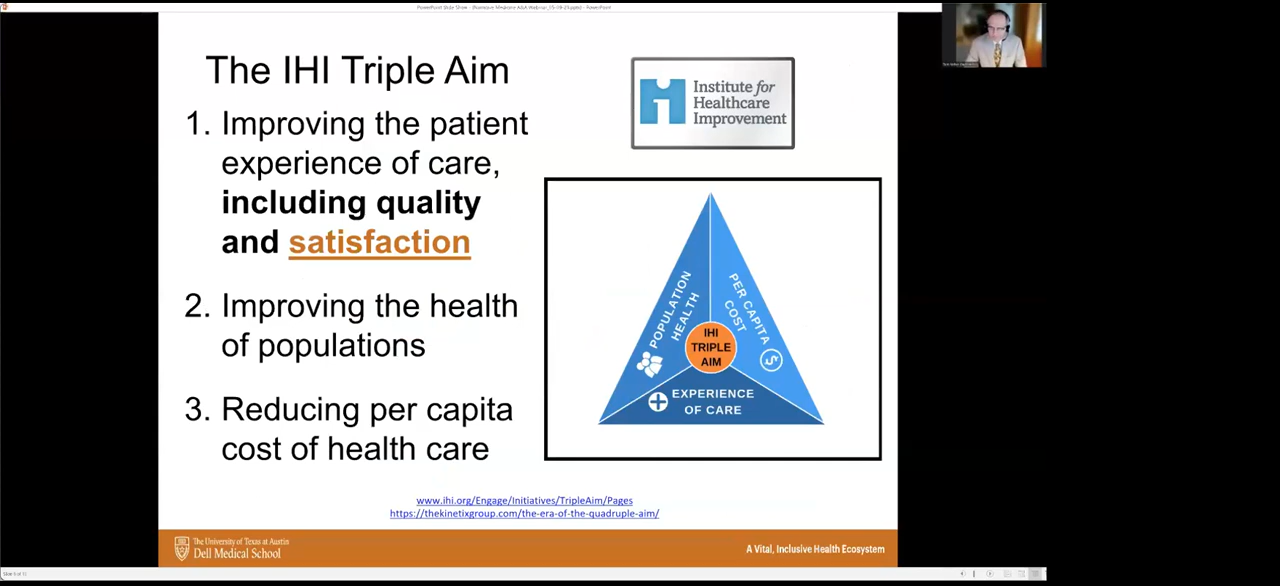 The IHI Triple Aim
1. Improving the patient
experience of care,
including quality
and satisfaction
2. Improving the health
of populations
3. Reducing per capita
cost of health care
Institute for
Healthcare
Improvement
POPULATION
HEALTH
PER CAPITA
COST
IHI
TRIPLE
AIM
EXPERIENCE
OF CARE
www.ihi.org/Engage/Initiatives/TripleAim/Pages
https://thekinetixgroup.com/the-era-of-the-quadruple-aim/
The University of Texas at Austin
Dell Medical School
A Vital, Inclusive Health Ecosystem